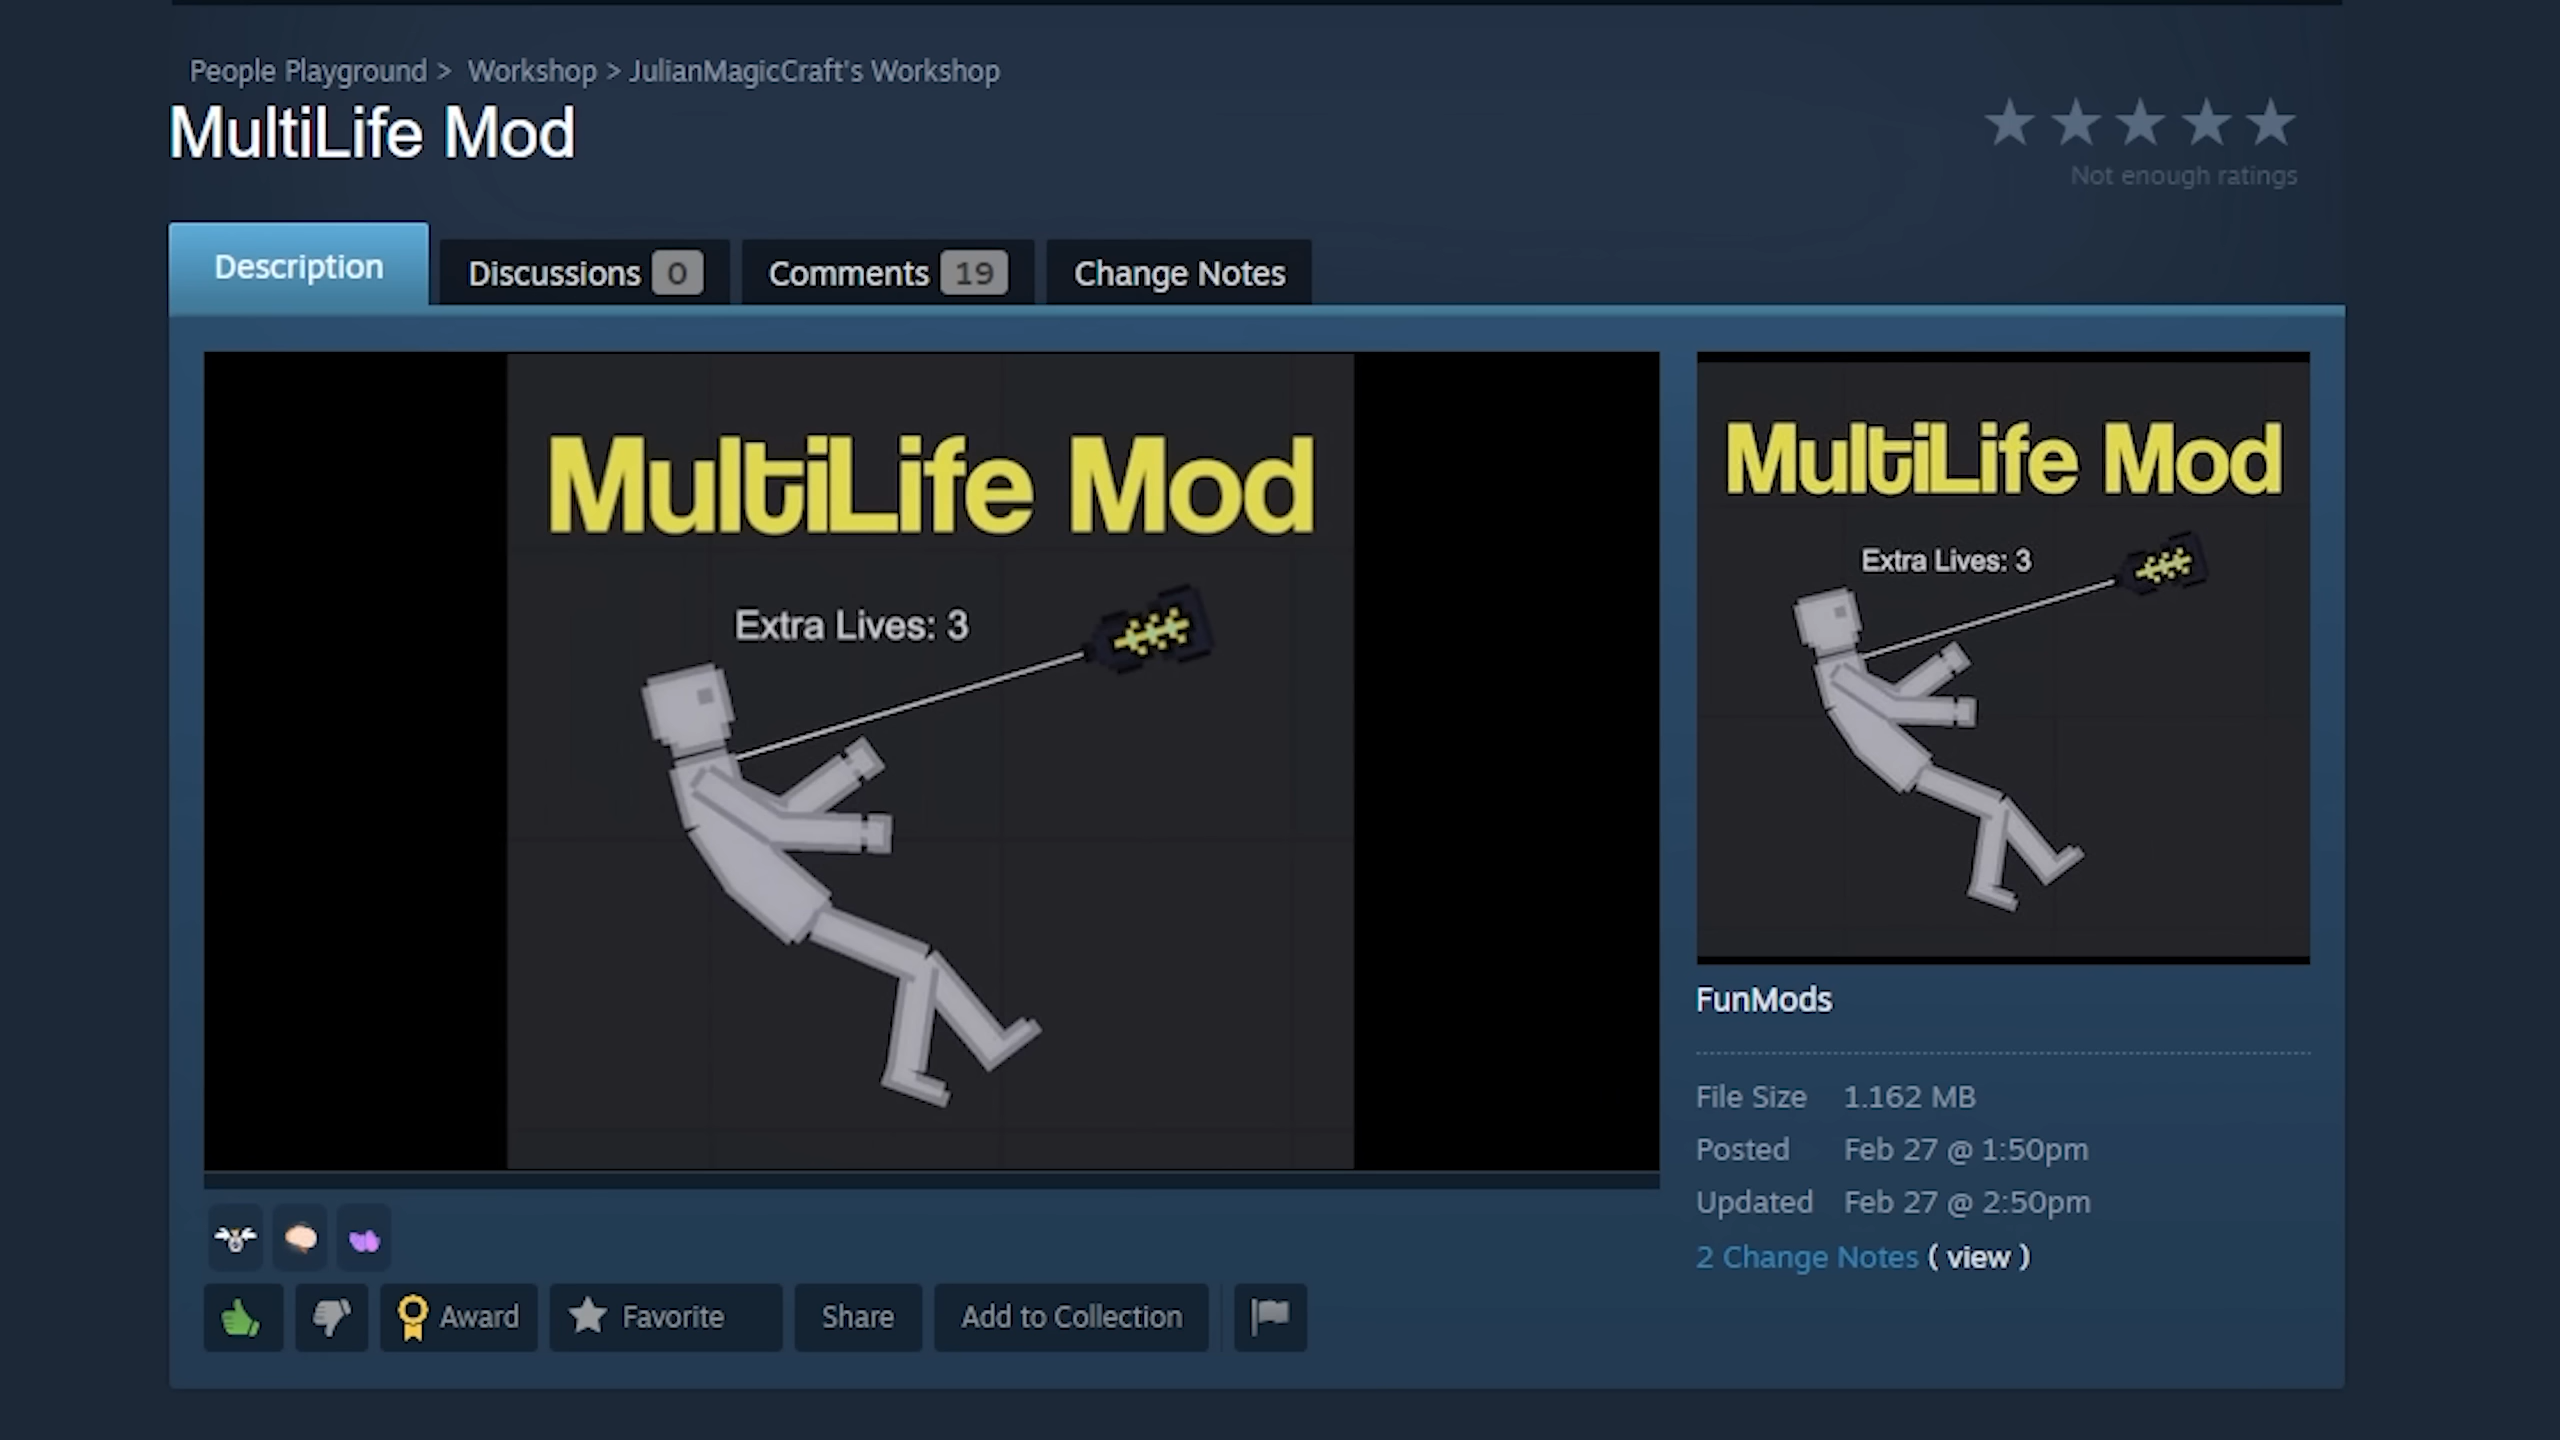 People Playground > Workshop > JulianMagicCraft's Workshop
MultiLife Mod
Not enough ratings
Description
Discussions 0
Comments 19
Change Notes
MultiLife Mod
Extra Lives: 3
MultiLife Mod
Extra Lives: 3
FunMods
File Size 1.162 MB
Posted Feb 27 @ 1:50pm
Updated Feb 27 @ 2:50pm
2 Change Notes ( view )
Award
Favorite
Share
Add to Collection